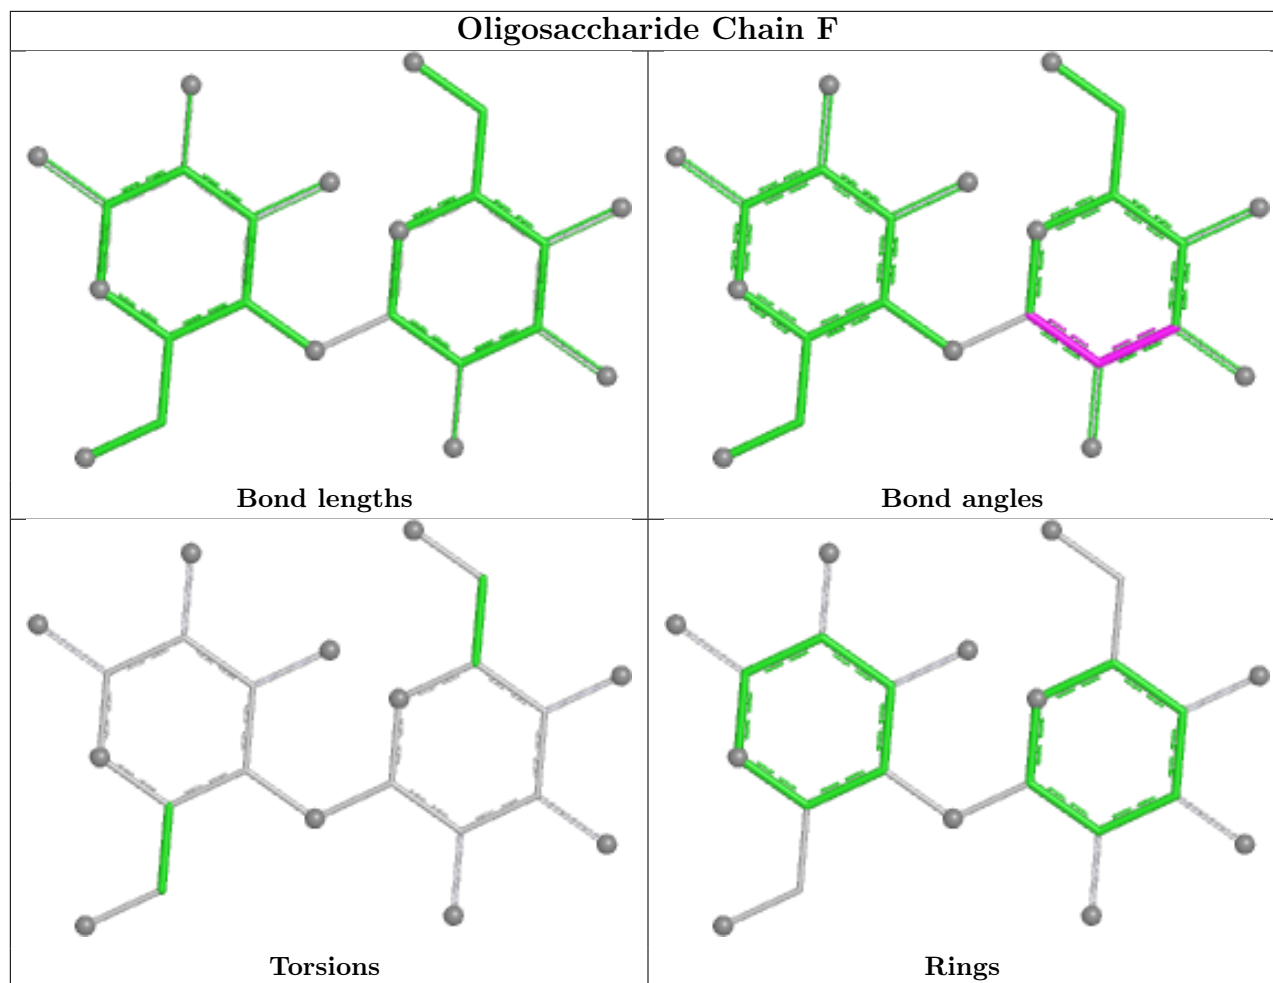 Oligosaccharide Chain F
Bond lengths
Bond angles
Torsions
Rings